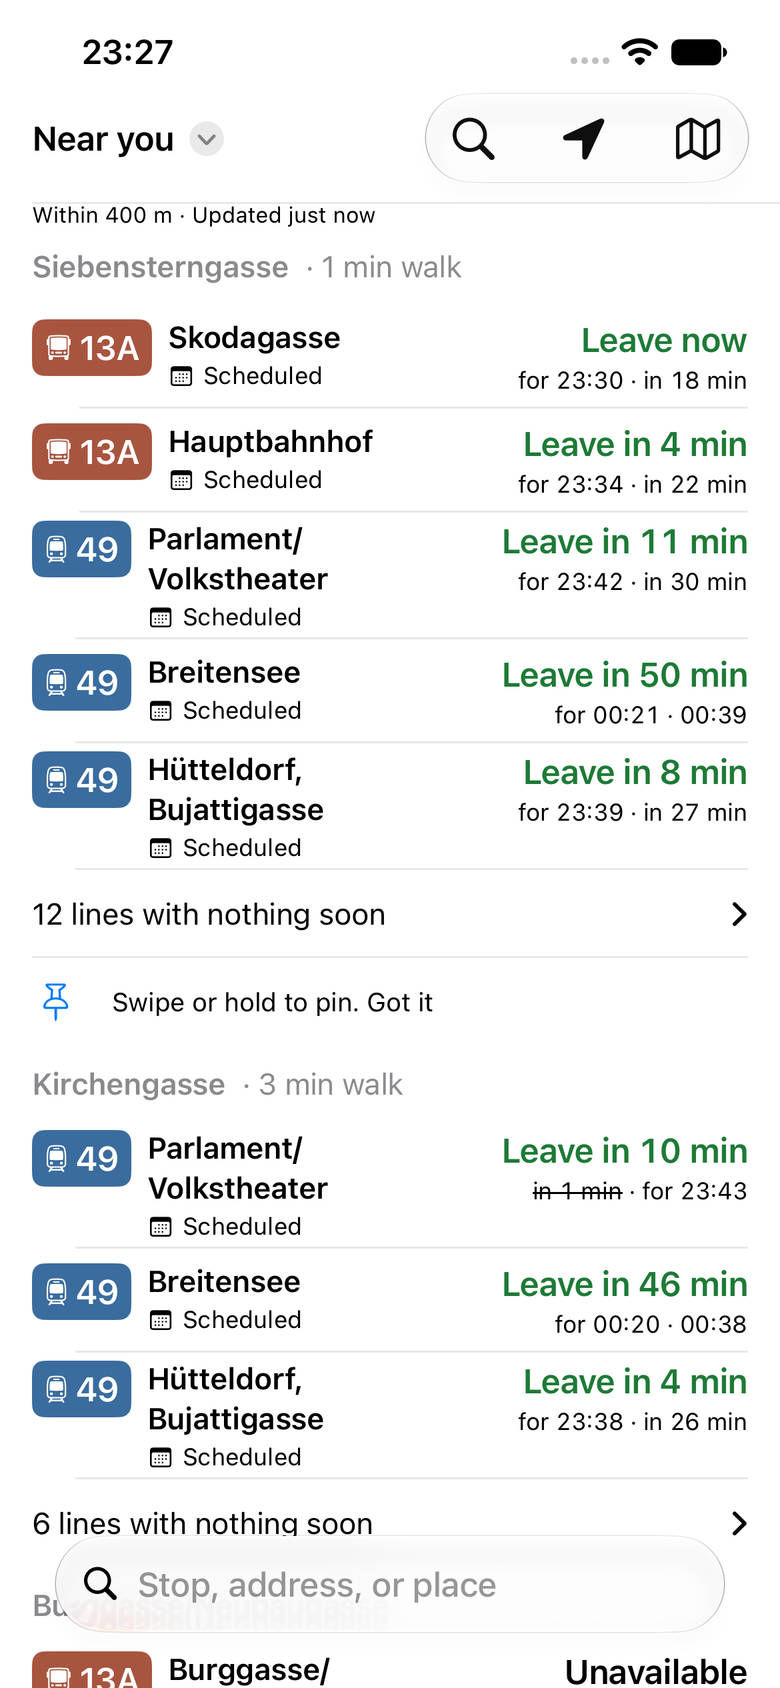 23:27
Near you
Within 400 m · Updated just now
Siebensterngasse · 1 min walk
13A Skodagasse Leave now
Scheduled for 23:30 · in 18 min
13A Hauptbahnhof Leave in 4 min
Scheduled for 23:34 · in 22 min
49 Parlament/ Leave in 11 min
Volkstheater for 23:42 · in 30 min
Scheduled
49 Breitensee Leave in 50 min
Scheduled for 00:21 · 00:39
49 Hütteldorf, Leave in 8 min
Bujattigasse for 23:39 · in 27 min
Scheduled
12 lines with nothing soon
Swipe or hold to pin. Got it
Kirchengasse · 3 min walk
49 Parlament/ Leave in 10 min
Volkstheater in 1 min · for 23:43
Scheduled
49 Breitensee Leave in 46 min
Scheduled for 00:20 · 00:38
49 Hütteldorf, Leave in 4 min
Bujattigasse for 23:38 · in 26 min
Scheduled
6 lines with nothing soon
Stop, address, or place
13A Burggasse/ Unavailable